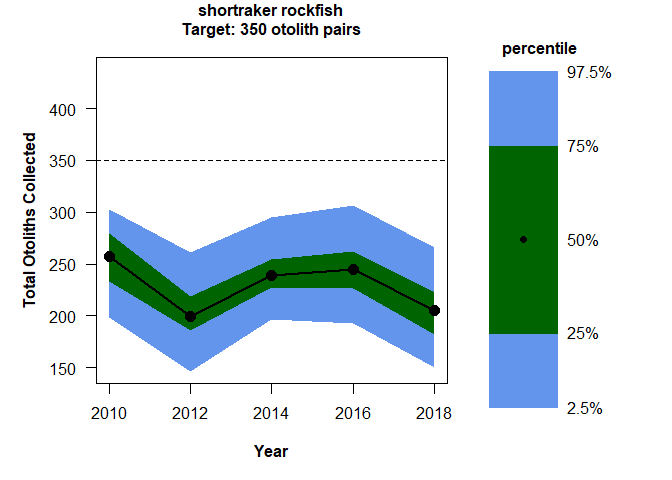 shortraker rockfish
Target: 350 otolith pairs
percentile
97.5%
75%
50%
25%
2.5%
Total Otoliths Collected
400
350
300
250
200
150
2010 2012 2014 2016 2018
Year